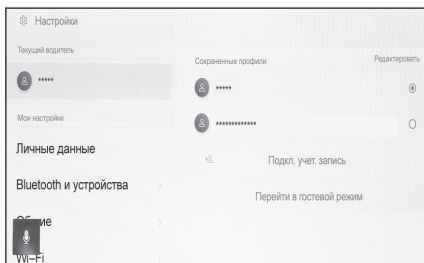 Настройки
Текущий водитель
*****
Мои настройки
Личные данные
Bluetooth и устройства
Общие
Wi-Fi
Сохраненные профили
Редактировать
*****
*************
Подкл. учет. запись
Перейти в гостевой режим